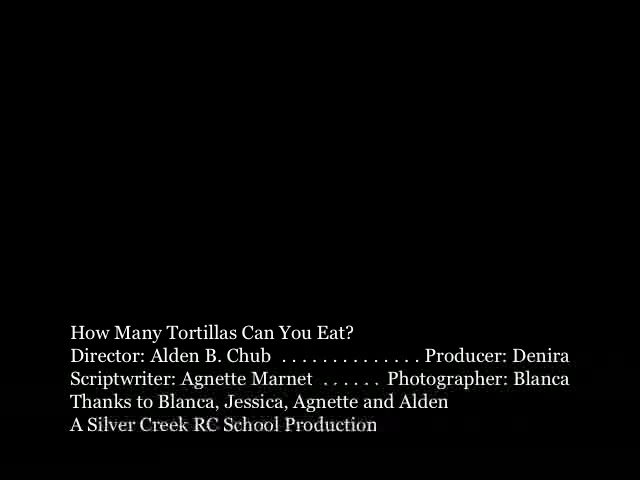 How Many Tortillas Can You Eat?
Director: Alden B. Chub . . . . . . . . . . . . . . Producer: Denira
Scriptwriter: Agnette Marnet . . . . . . Photographer: Blanca
Thanks to Blanca, Jessica, Agnette and Alden
A Silver Creek RC School Production